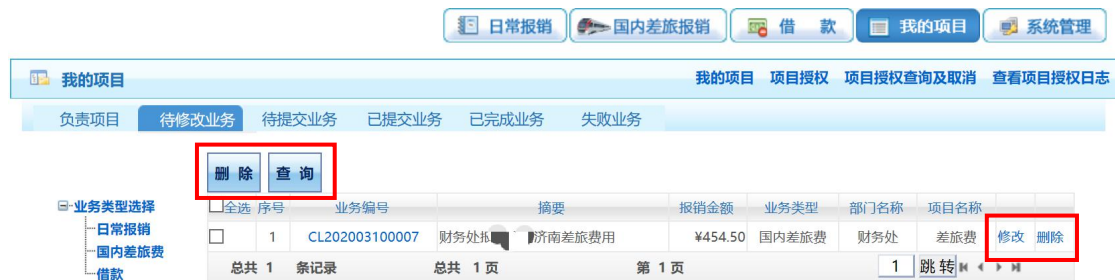 日常报销 国内差旅报销 借 款 我的项目 系统管理
我的项目 我的项目 项目授权 项目授权查询及取消 查看项目授权日志
负责项目 待修改业务 待提交业务 已提交业务 已完成业务 失败业务
删 除 查 询
业务类型选择
日常报销
国内差旅费
借款
全选 序号 业务编号 摘要 报销金额 业务类型 部门名称 项目名称
1 CL202003100007 财务处报 济南差旅费用 ¥454.50 国内差旅费 财务处 差旅费 修改 删除
总共 1 条记录 总共 1 页 第 1 页 1 跳 转